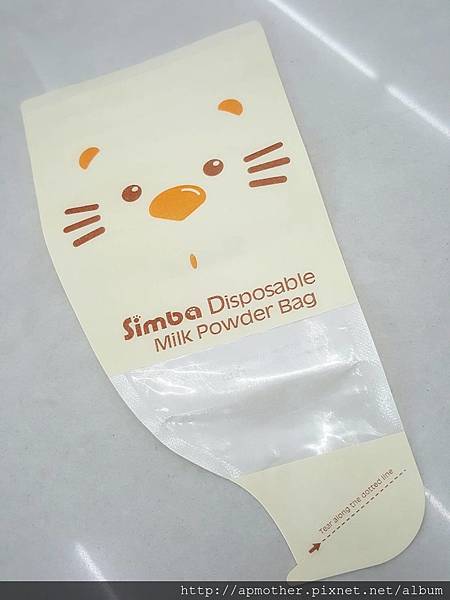 Simba Disposable
Milk Powder Bag
Tear along the dotted line
http://apmother.pixnet.net/album